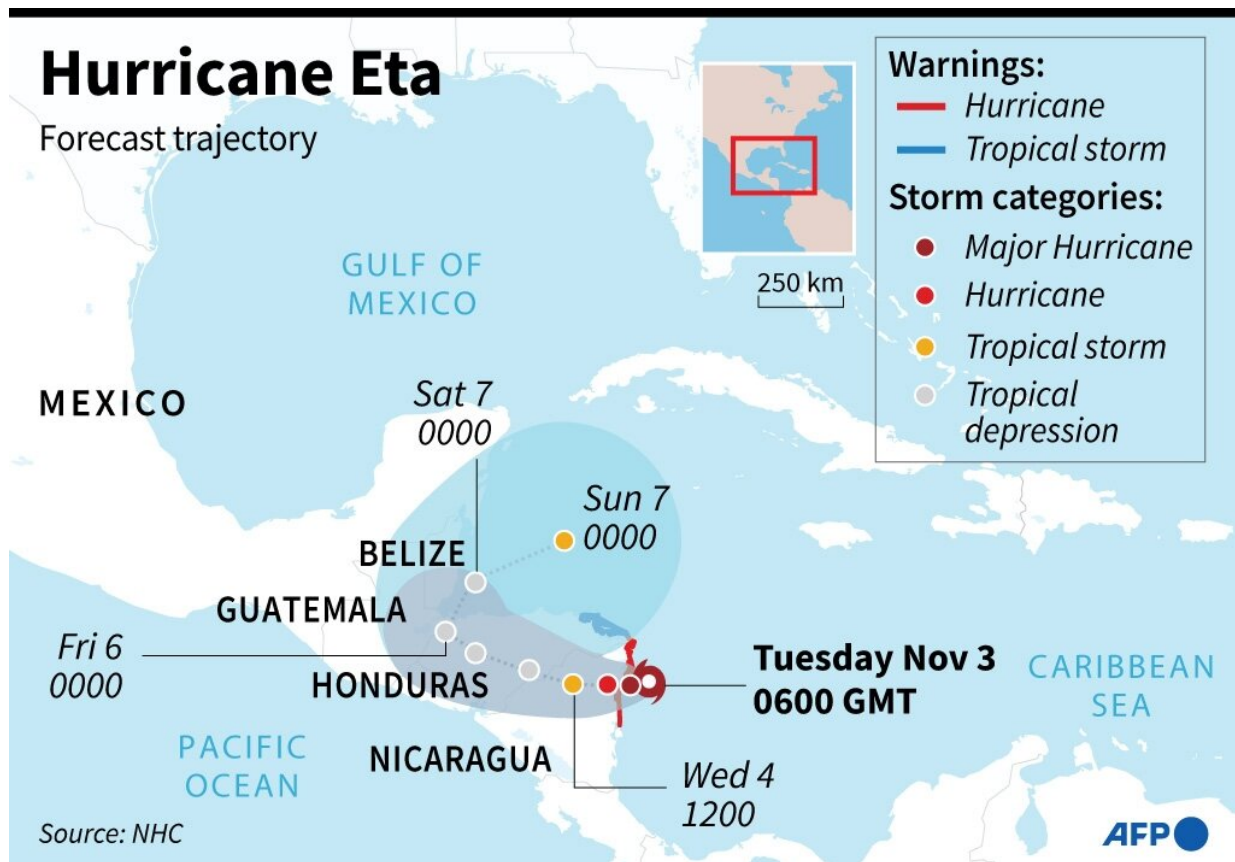 Hurricane Eta
Forecast trajectory
Warnings:
Hurricane
Tropical storm
Storm categories:
Major Hurricane
Hurricane
Tropical storm
Tropical
depression
250 km
GULF OF
MEXICO
MEXICO
Sat 7
0000
Sun 7
0000
BELIZE
GUATEMALA
Fri 6
0000
HONDURAS
Tuesday Nov 3
0600 GMT
CARIBBEAN
SEA
PACIFIC
OCEAN
NICARAGUA
Wed 4
1200
Source: NHC
AFP